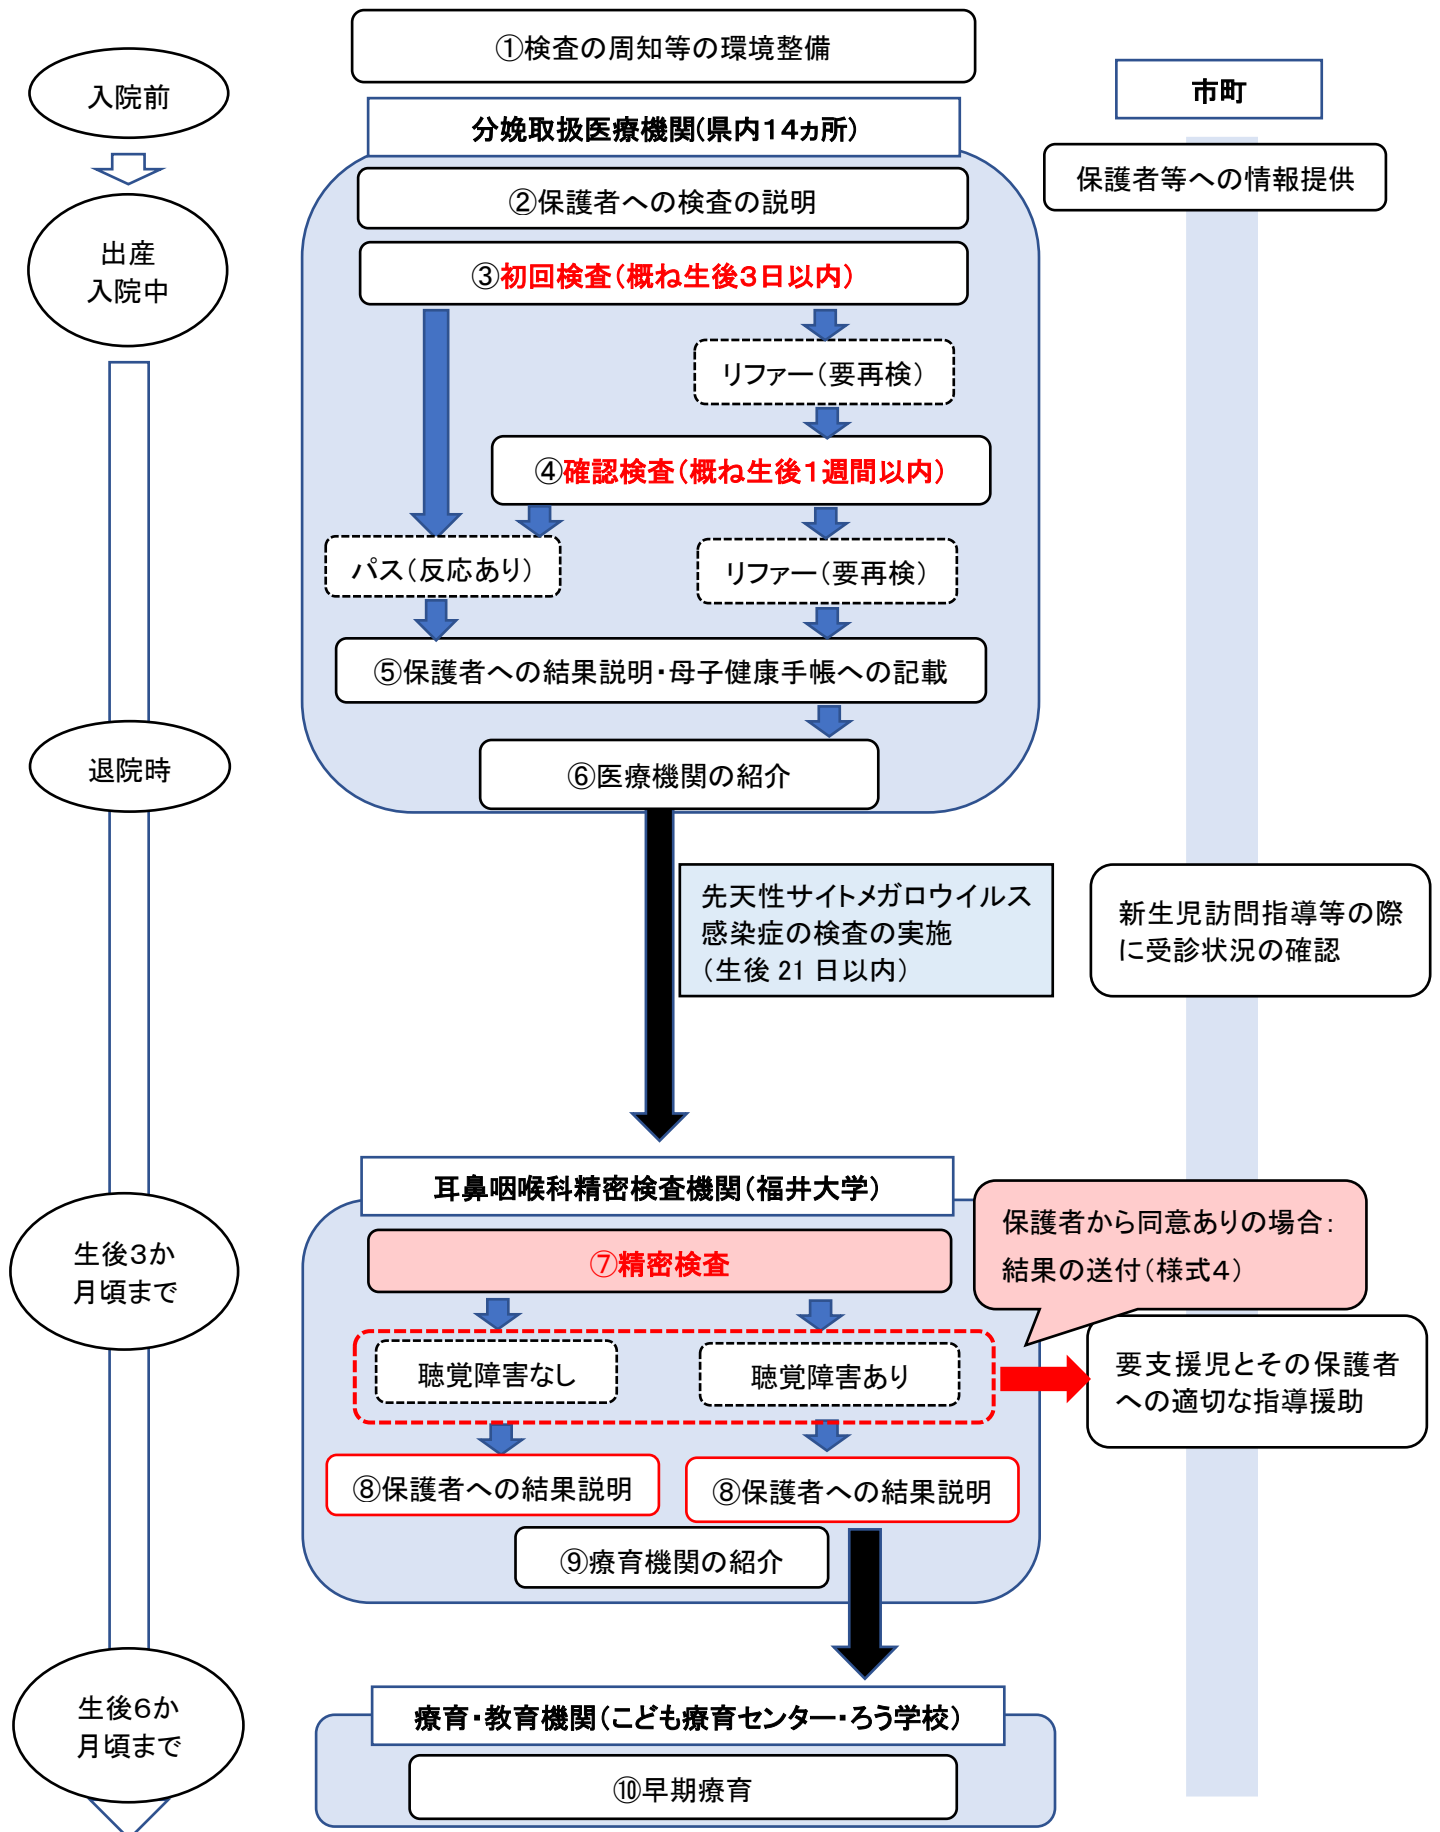 ①検査の周知等の環境整備
入院前
市町
分娩取扱医療機関(県内14ヵ所)
保護者等への情報提供
②保護者への検査の説明
出産
入院中
③初回検査(概ね生後3日以内)
リファー(要再検)
④確認検査(概ね生後1週間以内)
パス(反応あり)
リファー(要再検)
⑤保護者への結果説明・母子健康手帳への記載
退院時
⑥医療機関の紹介
先天性サイトメガロウイルス
感染症の検査の実施
(生後 21 日以内)
新生児訪問指導等の際
に受診状況の確認
耳鼻咽喉科精密検査機関(福井大学)
保護者から同意ありの場合:
結果の送付(様式4)
生後3か
月頃まで
⑦精密検査
聴覚障害なし
聴覚障害あり
要支援児とその保護者
への適切な指導援助
⑧保護者への結果説明
⑧保護者への結果説明
⑨療育機関の紹介
生後6か
月頃まで
療育・教育機関(こども療育センター・ろう学校)
⑩早期療育